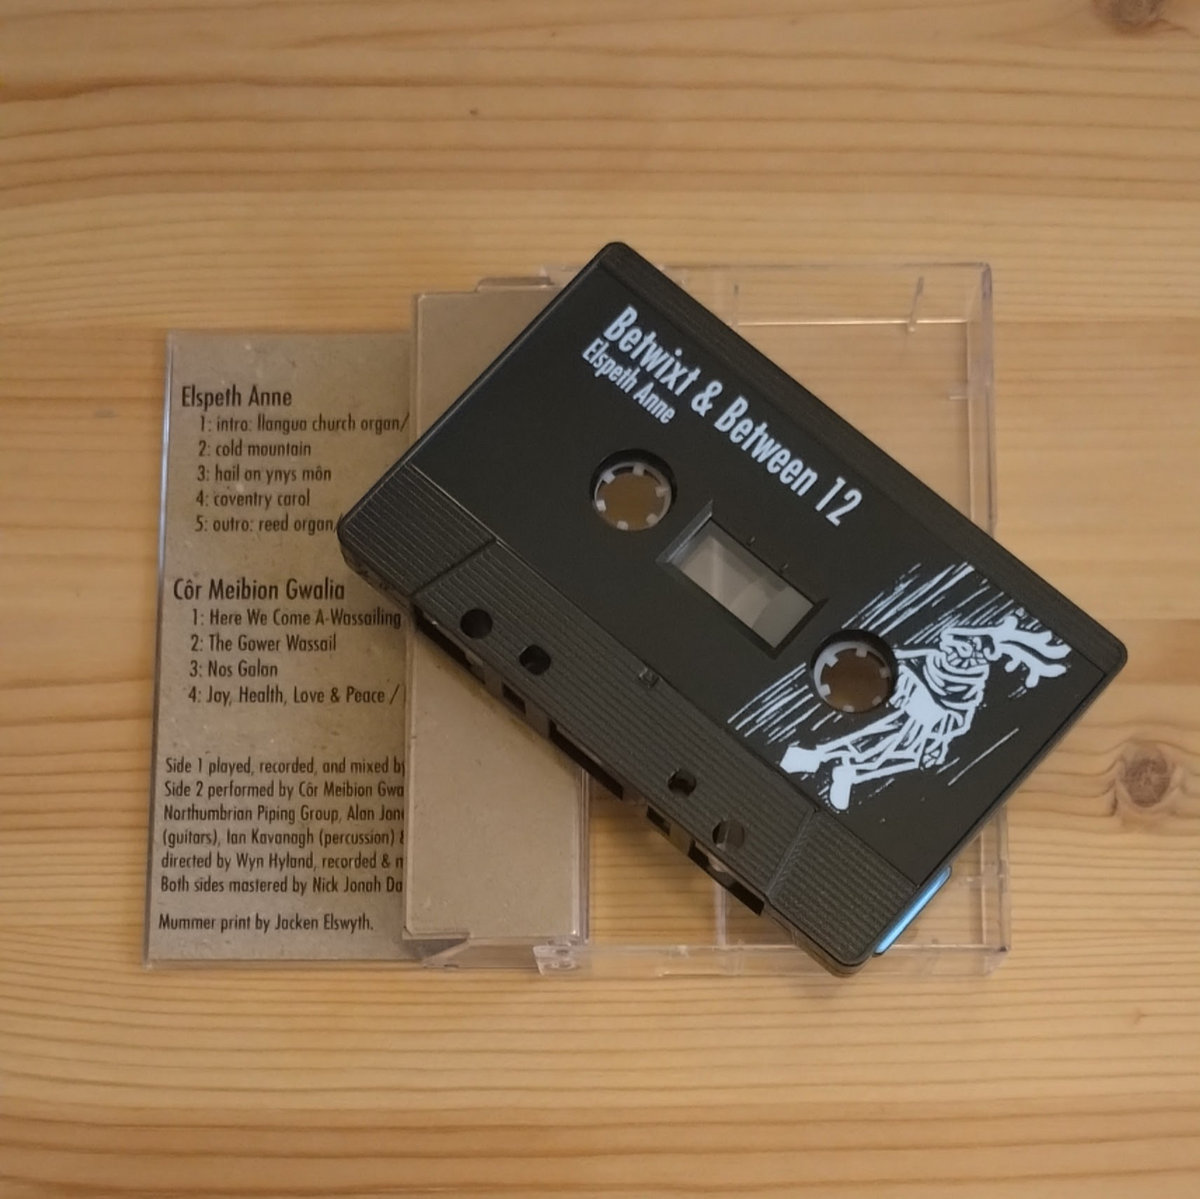 Betwixt & Between 12
Elspeth Anne
Elspeth Anne
1: intro: llangua church organ/
2: cold mountain
3: hail on ynys môn
4: coventry carol
5: outro: reed organ/
Côr Meibion Gwalia
1: Here We Come A-Wassailing
2: The Gower Wassail
3: Nos Galan
4: Joy, Health, Love & Peace /
Side 1 played, recorded, and mixed by
Side 2 performed by Côr Meibion Gwa
Northumbrian Piping Group, Alan Jone
(guitars), Ian Kavanagh (percussion) &
directed by Wyn Hyland, recorded & m
Both sides mastered by Nick Jonah Da
Mummer print by Jacken Elswyth.